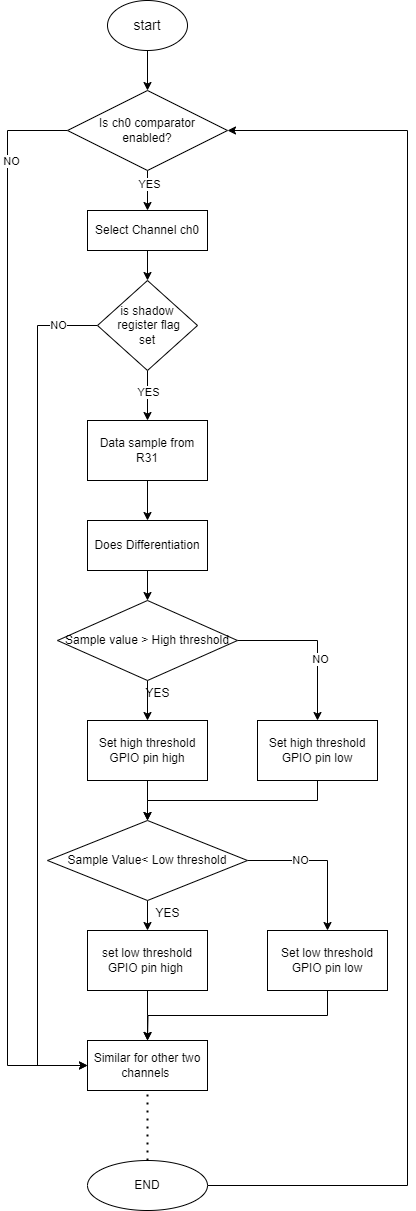 start
Is ch0 comparator
enabled?
NO
YES
Select Channel ch0
is shadow
register flag
set
NO
YES
Data sample from
R31
Does Differentiation
Sample value > High threshold
NO
YES
Set high threshold
GPIO pin high
Set high threshold
GPIO pin low
Sample Value< Low threshold
NO
YES
set low threshold
GPIO pin high
Set low threshold
GPIO pin low
Similar for other two
channels
END